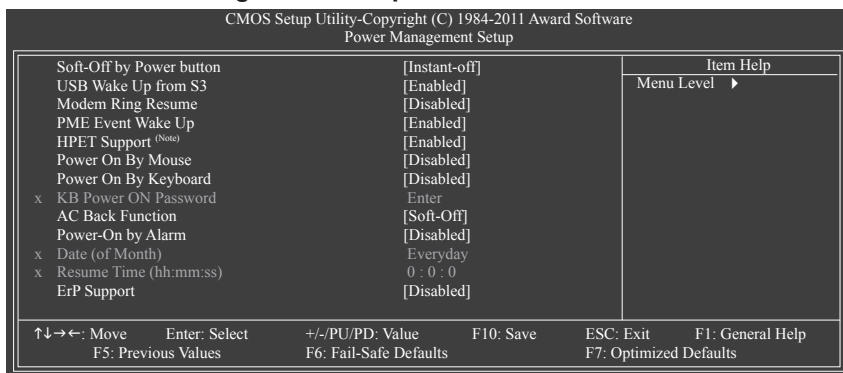 CMOS Setup Utility-Copyright (C) 1984-2011 Award Software
Power Management Setup
Soft-Off by Power button [Instant-off]
USB Wake Up from S3 [Enabled]
Modem Ring Resume [Disabled]
PME Event Wake Up [Enabled]
HPET Support (Note) [Enabled]
Power On By Mouse [Disabled]
Power On By Keyboard [Disabled]
x KB Power ON Password Enter
AC Back Function [Soft-Off]
Power-On by Alarm [Disabled]
x Date (of Month) Everyday
x Resume Time (hh:mm:ss) 0 : 0 : 0
ErP Support [Disabled]
Item Help
Menu Level ▶
↑↓→←: Move Enter: Select +/-/PU/PD: Value F10: Save ESC: Exit F1: General Help
F5: Previous Values F6: Fail-Safe Defaults F7: Optimized Defaults